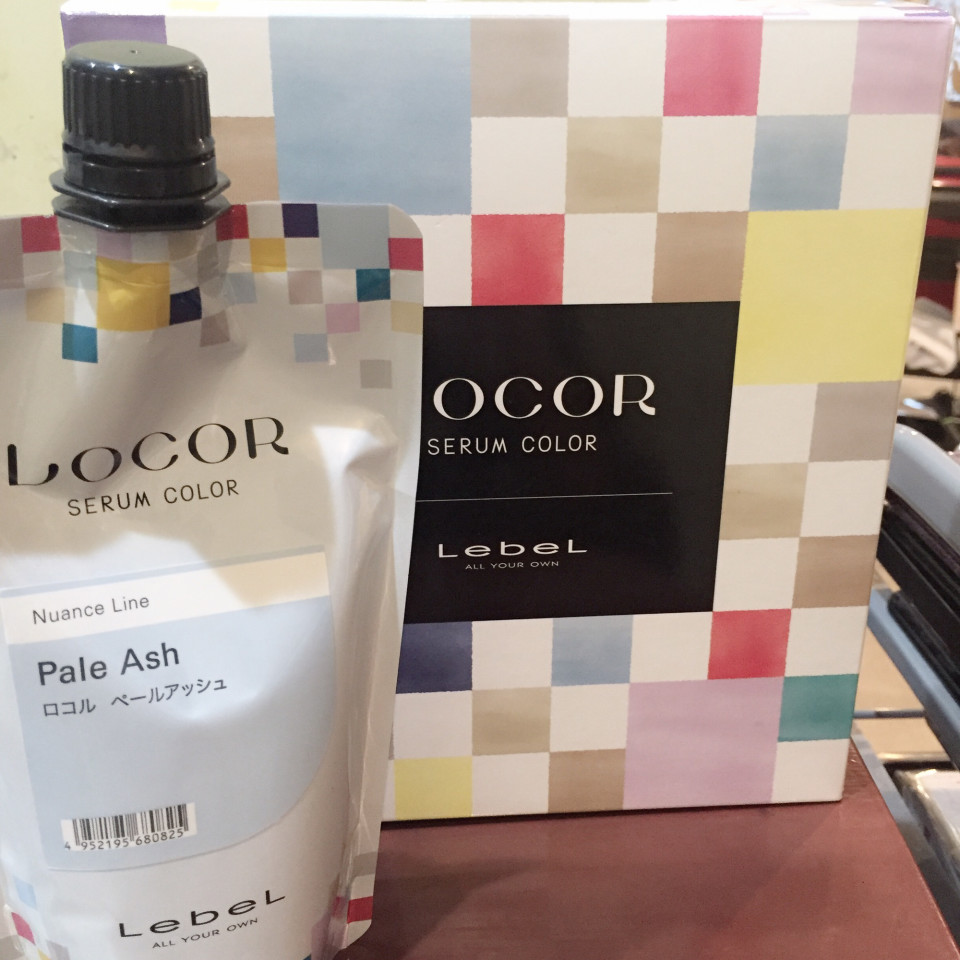 LOCOR
SERUM COLOR
Nuance Line
Pale Ash
ロコル ペールアッシュ
4 952195 680825
LebeL
ALL YOUR OWN
OCOR
SERUM COLOR
LebeL
ALL YOUR OWN